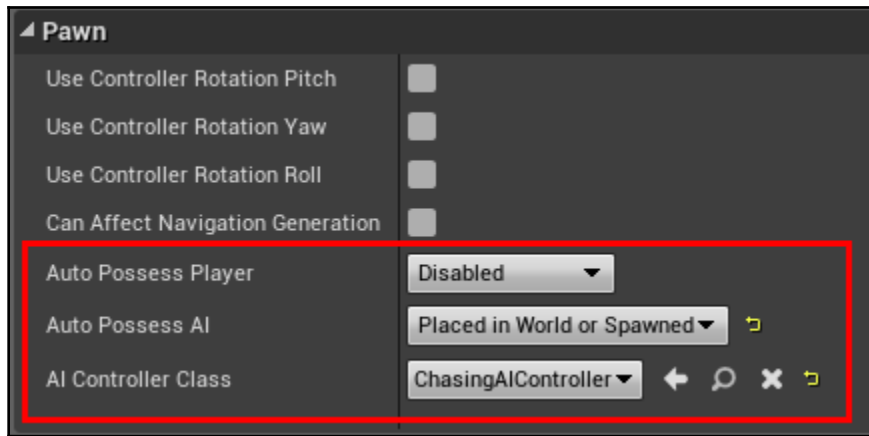 Pawn
Use Controller Rotation Pitch
Use Controller Rotation Yaw
Use Controller Rotation Roll
Can Affect Navigation Generation
Auto Possess Player Disabled
Auto Possess AI Placed in World or Spawned
AI Controller Class ChasingAIController